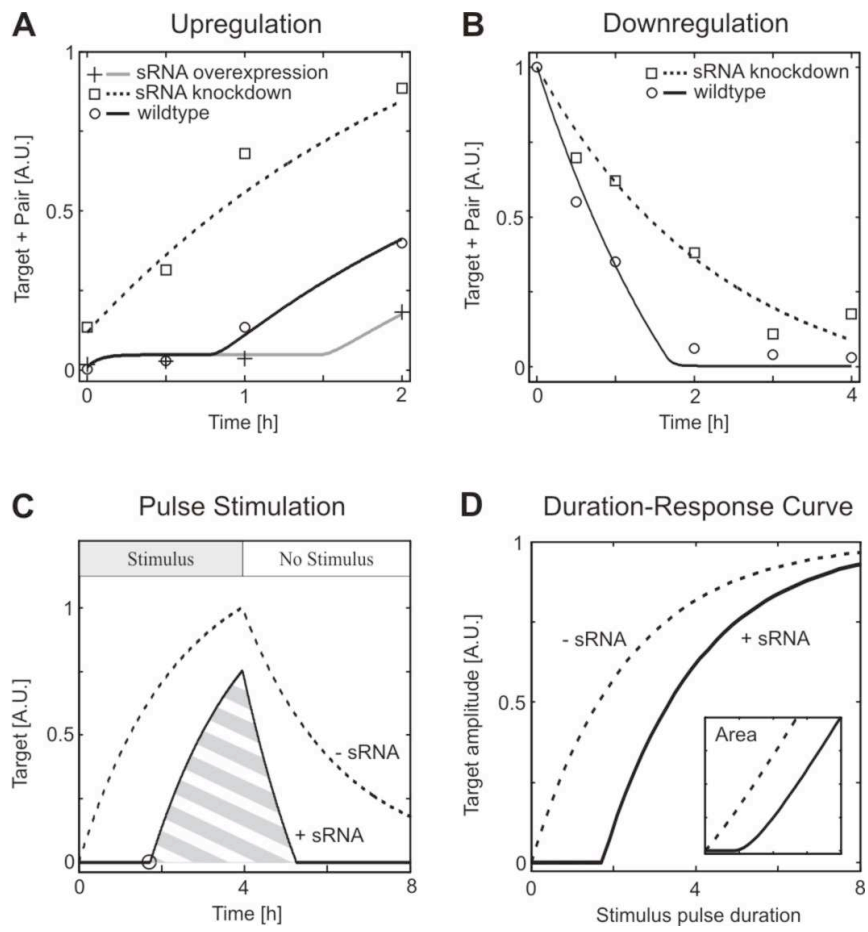 A
Upregulation
1
0.5
0
Target + Pair [A.U.]
sRNA overexpression
sRNA knockdown
wildtype
0
1
2
Time [h]
B
Downregulation
1
0.5
0
Target + Pair [A.U.]
sRNA knockdown
wildtype
0
2
4
Time [h]
C
Pulse Stimulation
Stimulus
No Stimulus
1
0.5
0
Target [A.U.]
- sRNA
+ sRNA
0
4
8
Time [h]
D
Duration-Response Curve
1
0.5
0
Target amplitude [A.U.]
- sRNA
+ sRNA
Area
0
2
4
6
8
Stimulus pulse duration